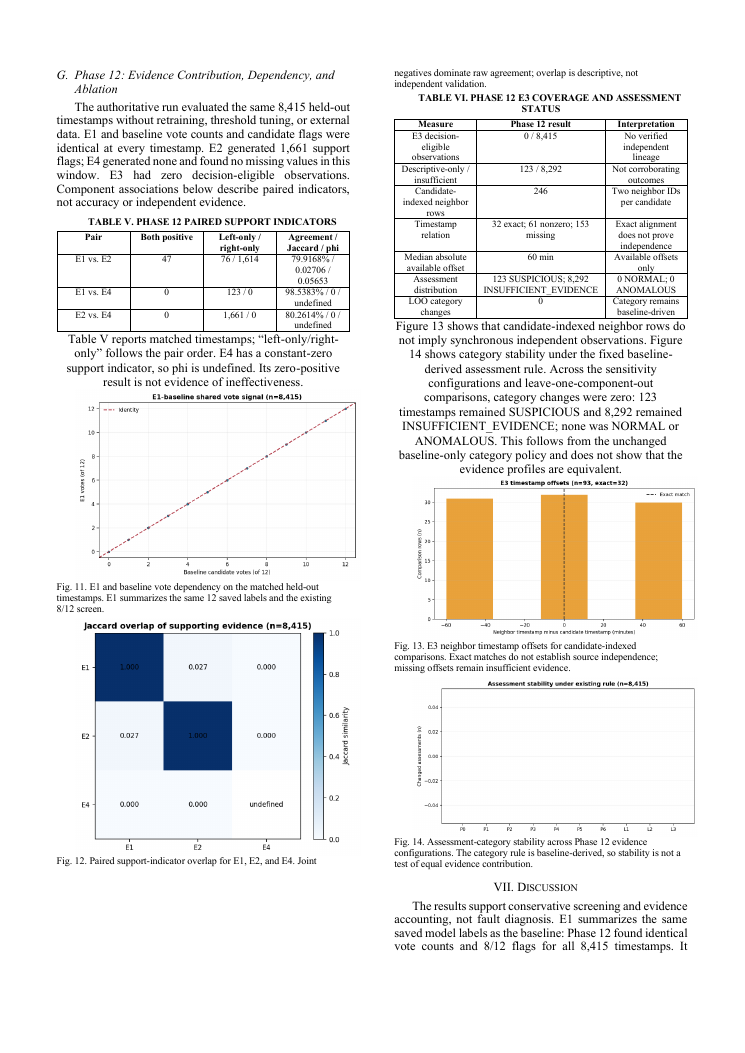 G. Phase 12: Evidence Contribution, Dependency, and
Ablation
The authoritative run evaluated the same 8,415 held-out
timestamps without retraining, threshold tuning, or external
data. E1 and baseline vote counts and candidate flags were
identical at every timestamp. E2 generated 1,661 support
flags; E4 generated none and found no missing values in this
window. E3 had zero decision-eligible observations.
Component associations below describe paired indicators,
not accuracy or independent evidence.
TABLE V. PHASE 12 PAIRED SUPPORT INDICATORS
Pair Both positive Left-only / Agreement /
right-only Jaccard / phi
E1 vs. E2 47 76 / 1,614 79.9168% /
0.02706 /
0.05653
E1 vs. E4 0 123 / 0 98.5383% / 0 /
undefined
E2 vs. E4 0 1,661 / 0 80.2614% / 0 /
undefined
Table V reports matched timestamps; “left-only/right-
only” follows the pair order. E4 has a constant-zero
support indicator, so phi is undefined. Its zero-positive
result is not evidence of ineffectiveness.
E1-baseline shared vote signal (n=8,415)
Identity
E1 votes (of 12)
12
10
8
6
4
2
0
0 2 4 6 8 10 12
Baseline candidate votes (of 12)
Fig. 11. E1 and baseline vote dependency on the matched held-out
timestamps. E1 summarizes the same 12 saved labels and the existing
8/12 screen.
Jaccard overlap of supporting evidence (n=8,415)
E1 1.000 0.027 0.000
E2 0.027 1.000 0.000
E4 0.000 0.000 undefined
E1 E2 E4
1.0
0.8
0.6
0.4
0.2
0.0
Jaccard similarity
Fig. 12. Paired support-indicator overlap for E1, E2, and E4. Joint
negatives dominate raw agreement; overlap is descriptive, not
independent validation.
TABLE VI. PHASE 12 E3 COVERAGE AND ASSESSMENT
STATUS
Measure Phase 12 result Interpretation
E3 decision- 0 / 8,415 No verified
eligible independent
observations lineage
Descriptive-only / 123 / 8,292 Not corroborating
insufficient outcomes
Candidate- 246 Two neighbor IDs
indexed neighbor per candidate
rows
Timestamp 32 exact; 61 nonzero; 153 Exact alignment
relation missing does not prove
independence
Median absolute 60 min Available offsets
available offset only
Assessment 123 SUSPICIOUS; 8,292 0 NORMAL; 0
distribution INSUFFICIENT_EVIDENCE ANOMALOUS
LOO category 0 Category remains
changes baseline-driven
Figure 13 shows that candidate-indexed neighbor rows do
not imply synchronous independent observations. Figure
14 shows category stability under the fixed baseline-
derived assessment rule. Across the sensitivity
configurations and leave-one-component-out
comparisons, category changes were zero: 123
timestamps remained SUSPICIOUS and 8,292 remained
INSUFFICIENT_EVIDENCE; none was NORMAL or
ANOMALOUS. This follows from the unchanged
baseline-only category policy and does not show that the
evidence profiles are equivalent.
E3 timestamp offsets (n=93, exact=32)
Exact match
Comparison rows (n)
30
25
20
15
10
5
0
−60 −40 −20 0 20 40 60
Neighbor timestamp minus candidate timestamp (minutes)
Fig. 13. E3 neighbor timestamp offsets for candidate-indexed
comparisons. Exact matches do not establish source independence;
missing offsets remain insufficient evidence.
Assessment stability under existing rule (n=8,415)
Changed assessments (n)
0.04
0.02
0.00
−0.02
−0.04
P0 P1 P2 P3 P4 P5 P6 L1 L2 L3
Fig. 14. Assessment-category stability across Phase 12 evidence
configurations. The category rule is baseline-derived, so stability is not a
test of equal evidence contribution.
VII. DISCUSSION
The results support conservative screening and evidence
accounting, not fault diagnosis. E1 summarizes the same
saved model labels as the baseline: Phase 12 found identical
vote counts and 8/12 flags for all 8,415 timestamps. It